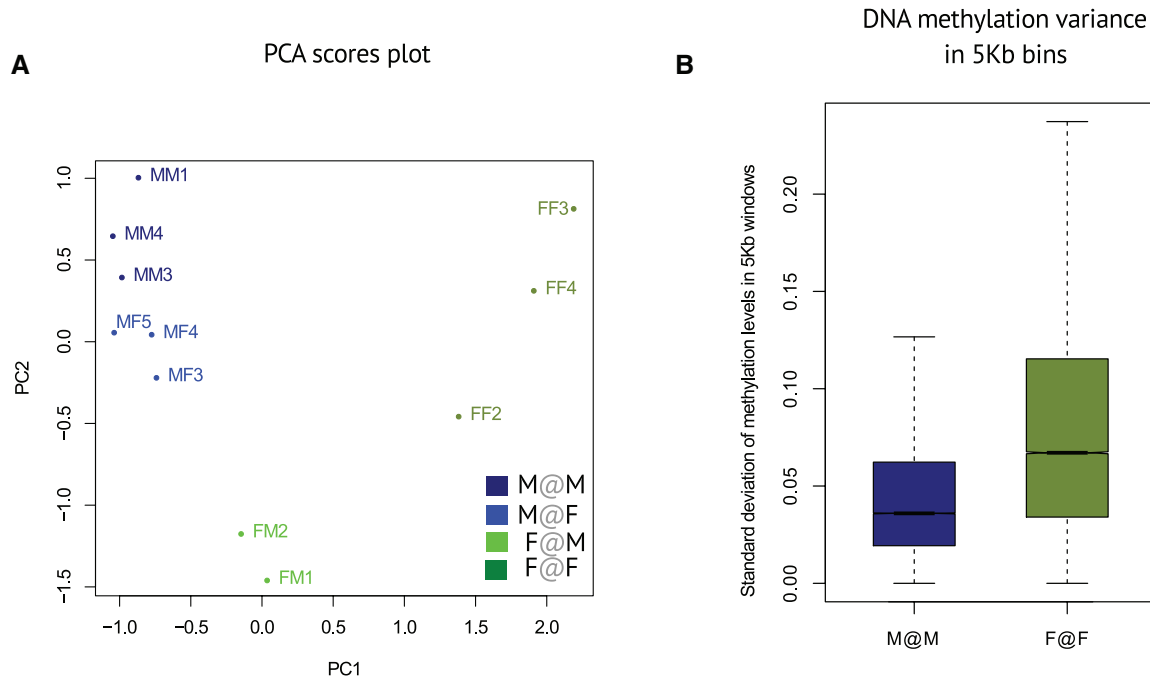 A
PCA scores plot
PC2
1.0
0.5
0.0
−0.5
−1.0
−1.5
MM1
MM4
MM3
MF5
MF4
MF3
FF3
FF4
FF2
FM2
FM1
M@M
M@F
F@M
F@F
−1.0 −0.5 0.0 0.5 1.0 1.5 2.0
PC1
B
DNA methylation variance
in 5Kb bins
Standard deviation of methylation levels in 5Kb windows
0.20
0.15
0.10
0.05
0.00
M@M F@F